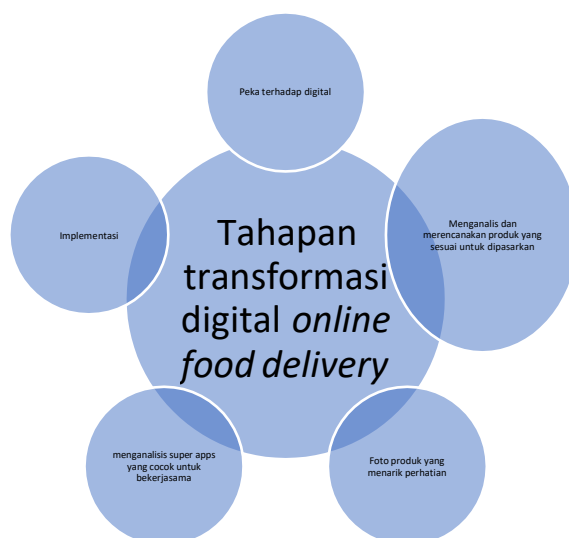 Peka terhadap digital
Menganalis dan
merencanakan produk yang
sesuai untuk dipasarkan
Implementasi
Tahapan
transformasi
digital online
food delivery
menganalisis super apps
yang cocok untuk
bekerjasama
Foto produk yang
menarik perhatian